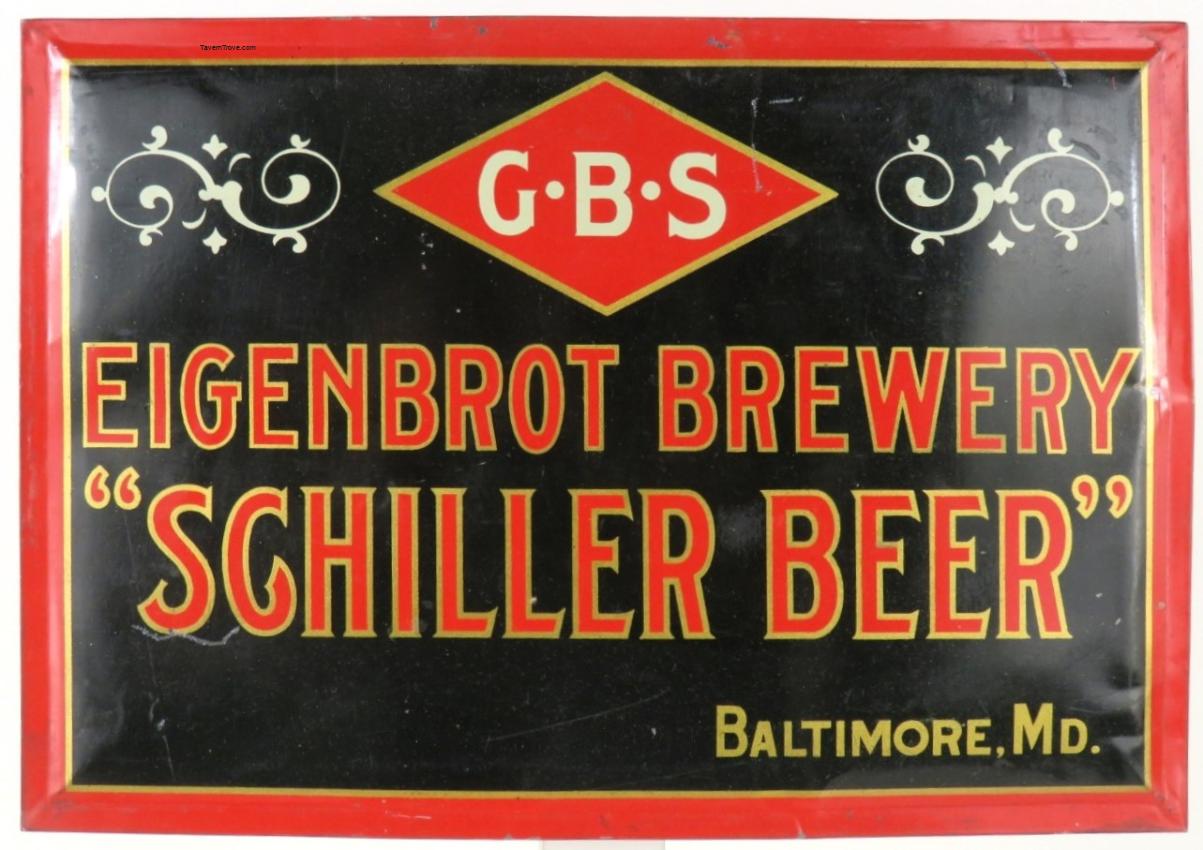 TavernTrove.com
G·B·S
EIGENBROT BREWERY
“SCHILLER BEER”
BALTIMORE, MD.